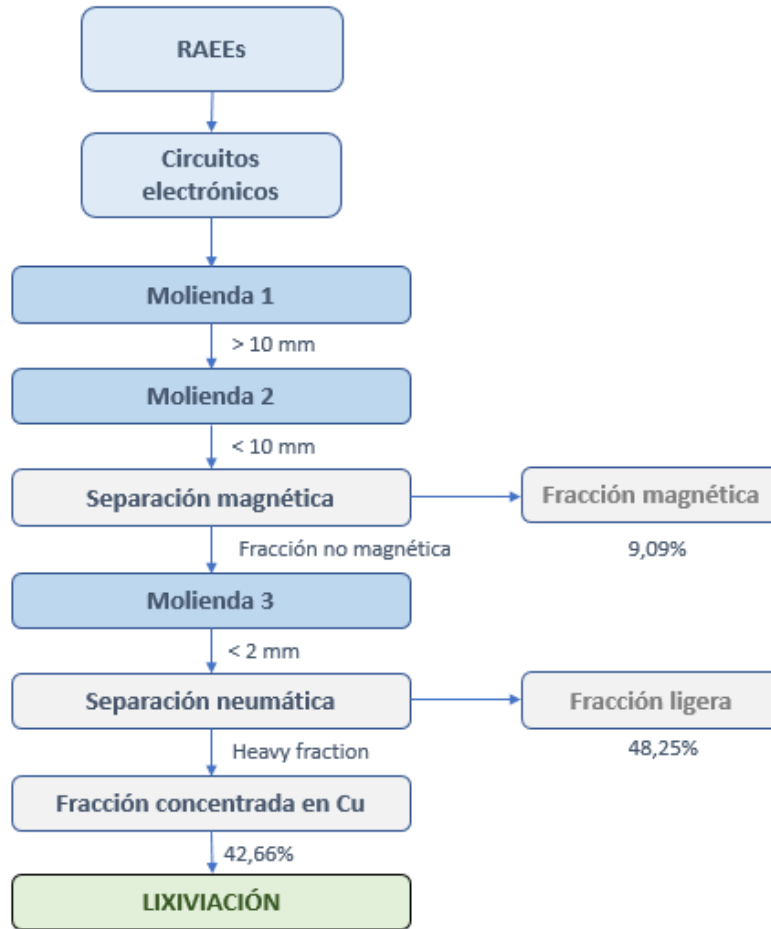 RAEEs
Circuitos
electrónicos
Molienda 1
> 10 mm
Molienda 2
< 10 mm
Separación magnética
Fracción magnética
Fracción no magnética
9,09%
Molienda 3
< 2 mm
Separación neumática
Fracción ligera
Heavy fraction
48,25%
Fracción concentrada en Cu
42,66%
LIXIVIACIÓN